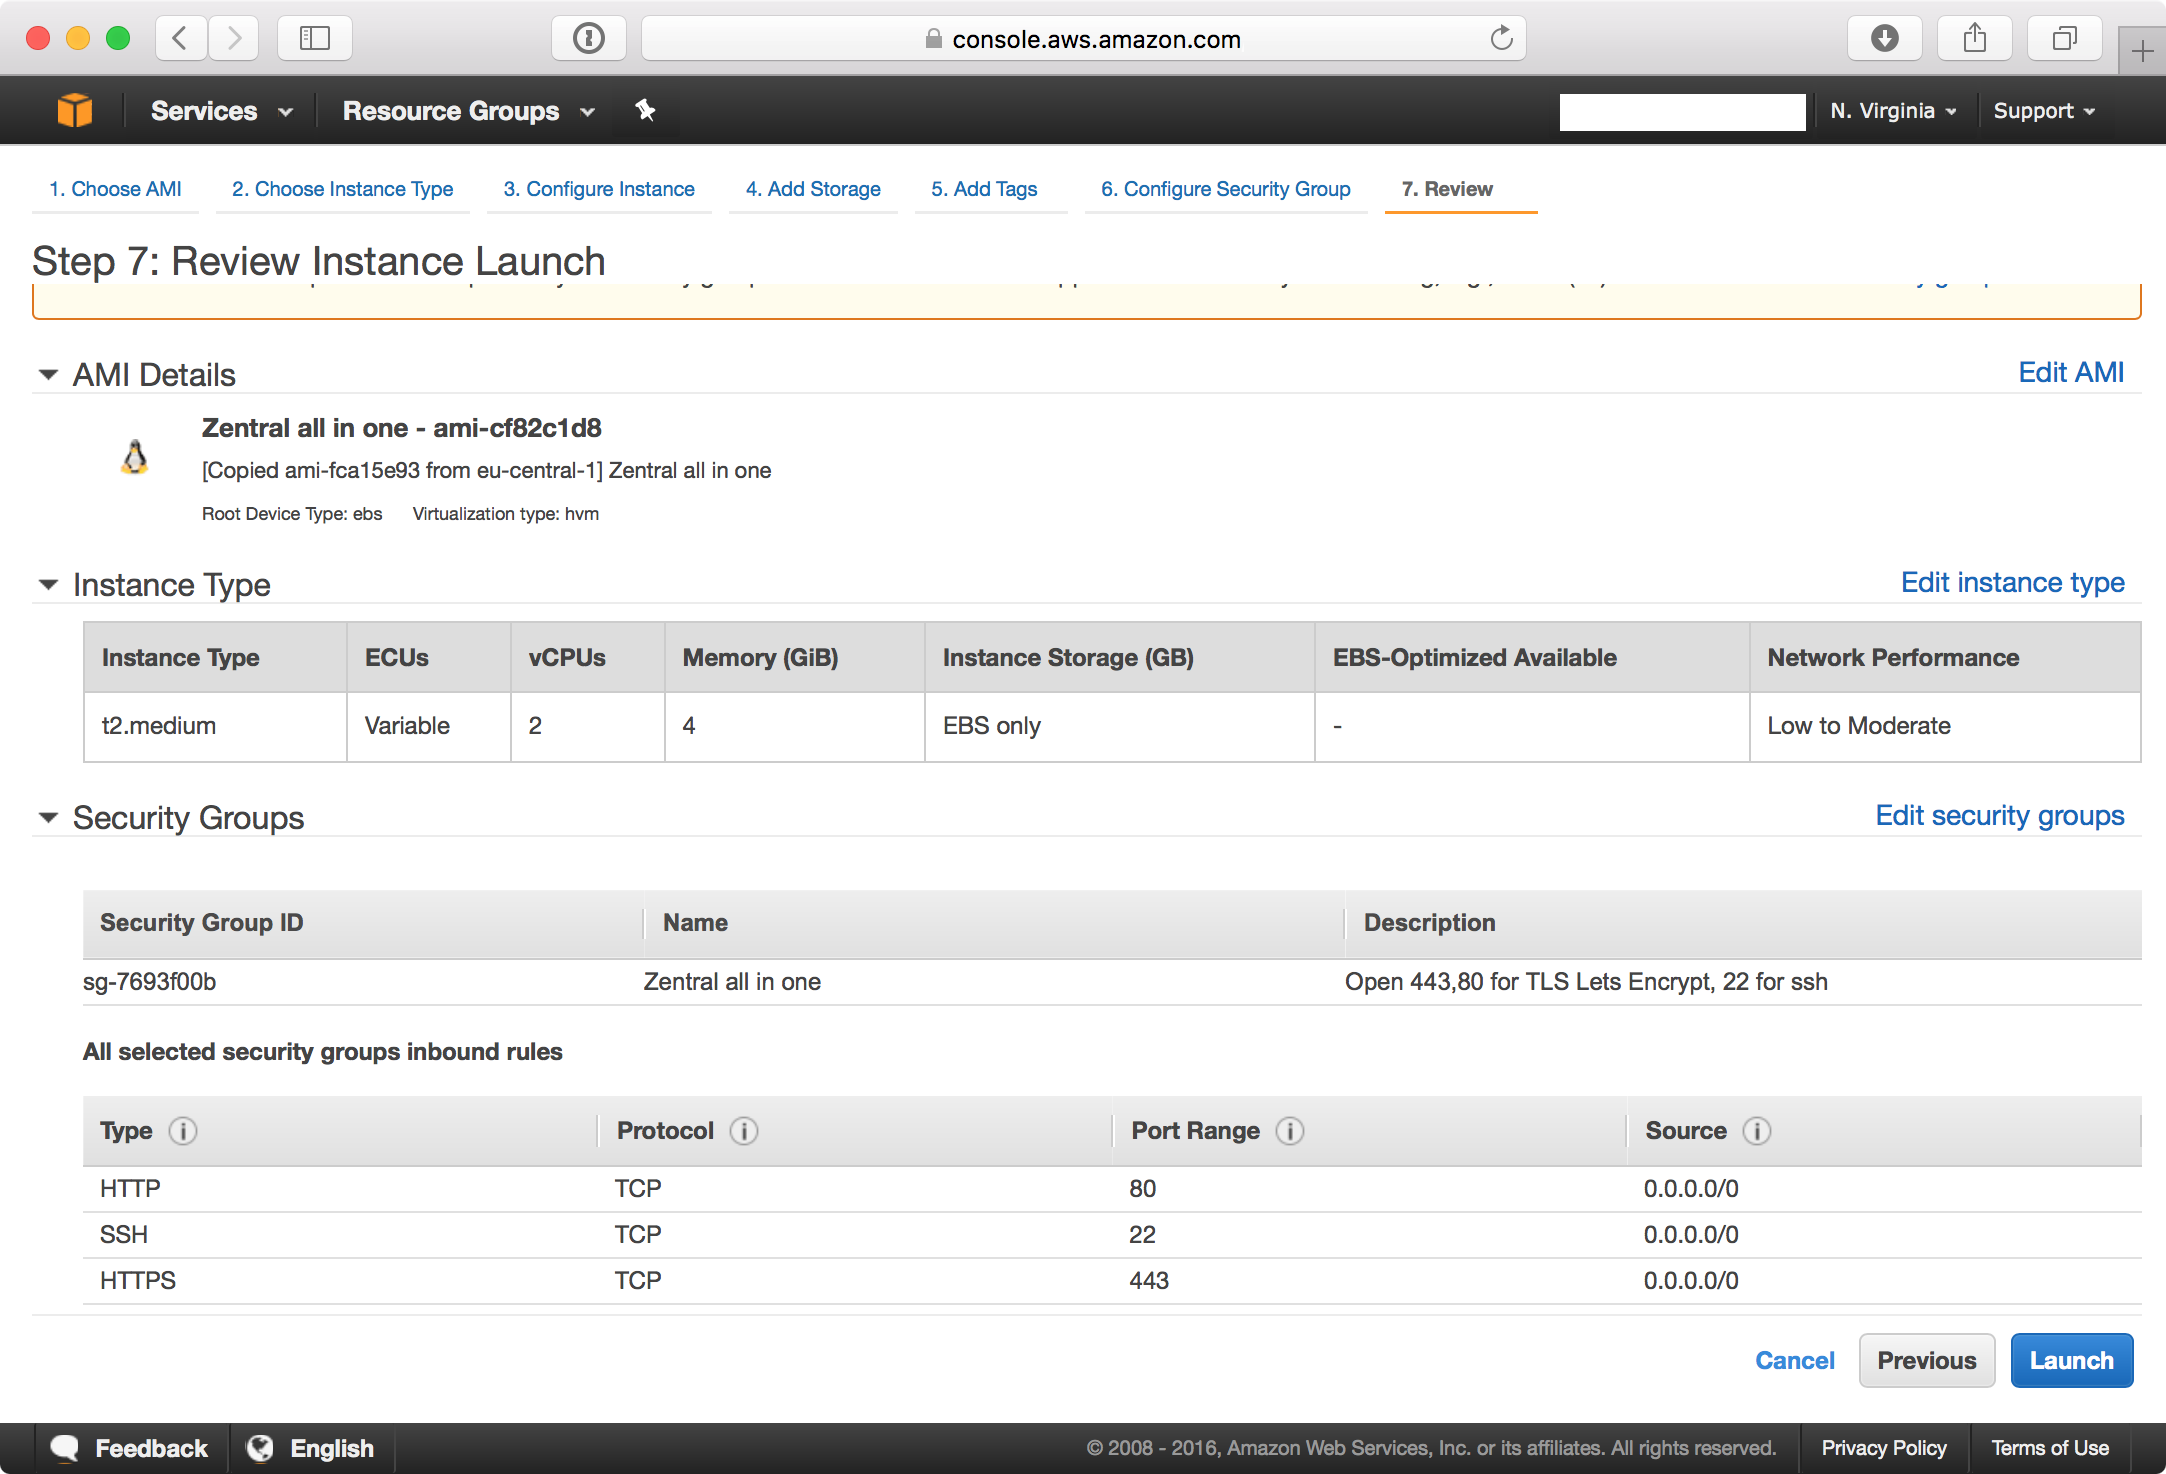 console.aws.amazon.com
Services Resource Groups N. Virginia Support
1. Choose AMI 2. Choose Instance Type 3. Configure Instance 4. Add Storage 5. Add Tags 6. Configure Security Group 7. Review
Step 7: Review Instance Launch
AMI Details Edit AMI
Zentral all in one - ami-cf82c1d8
[Copied ami-fca15e93 from eu-central-1] Zentral all in one
Root Device Type: ebs Virtualization type: hvm
Instance Type Edit instance type
Instance Type ECUs vCPUs Memory (GiB) Instance Storage (GB) EBS-Optimized Available Network Performance
t2.medium Variable 2 4 EBS only - Low to Moderate
Security Groups Edit security groups
Security Group ID Name Description
sg-7693f00b Zentral all in one Open 443,80 for TLS Lets Encrypt, 22 for ssh
All selected security groups inbound rules
Type Protocol Port Range Source
HTTP TCP 80 0.0.0.0/0
SSH TCP 22 0.0.0.0/0
HTTPS TCP 443 0.0.0.0/0
Cancel Previous Launch
Feedback English © 2008 - 2016, Amazon Web Services, Inc. or its affiliates. All rights reserved. Privacy Policy Terms of Use